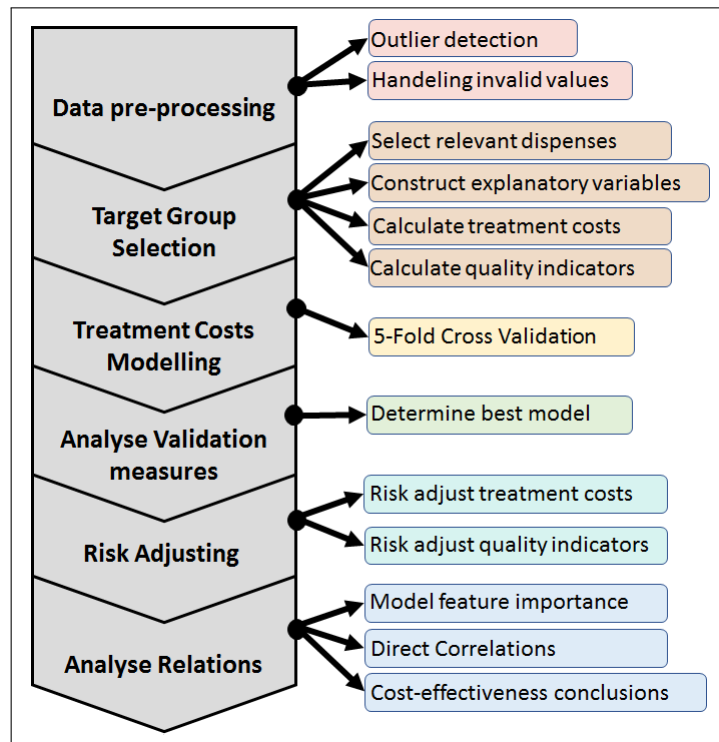 Data pre-processing
Outlier detection
Handeling invalid values
Target Group
Selection
Select relevant dispenses
Construct explanatory variables
Calculate treatment costs
Calculate quality indicators
Treatment Costs
Modelling
5-Fold Cross Validation
Analyse Validation
measures
Determine best model
Risk Adjusting
Risk adjust treatment costs
Risk adjust quality indicators
Analyse Relations
Model feature importance
Direct Correlations
Cost-effectiveness conclusions